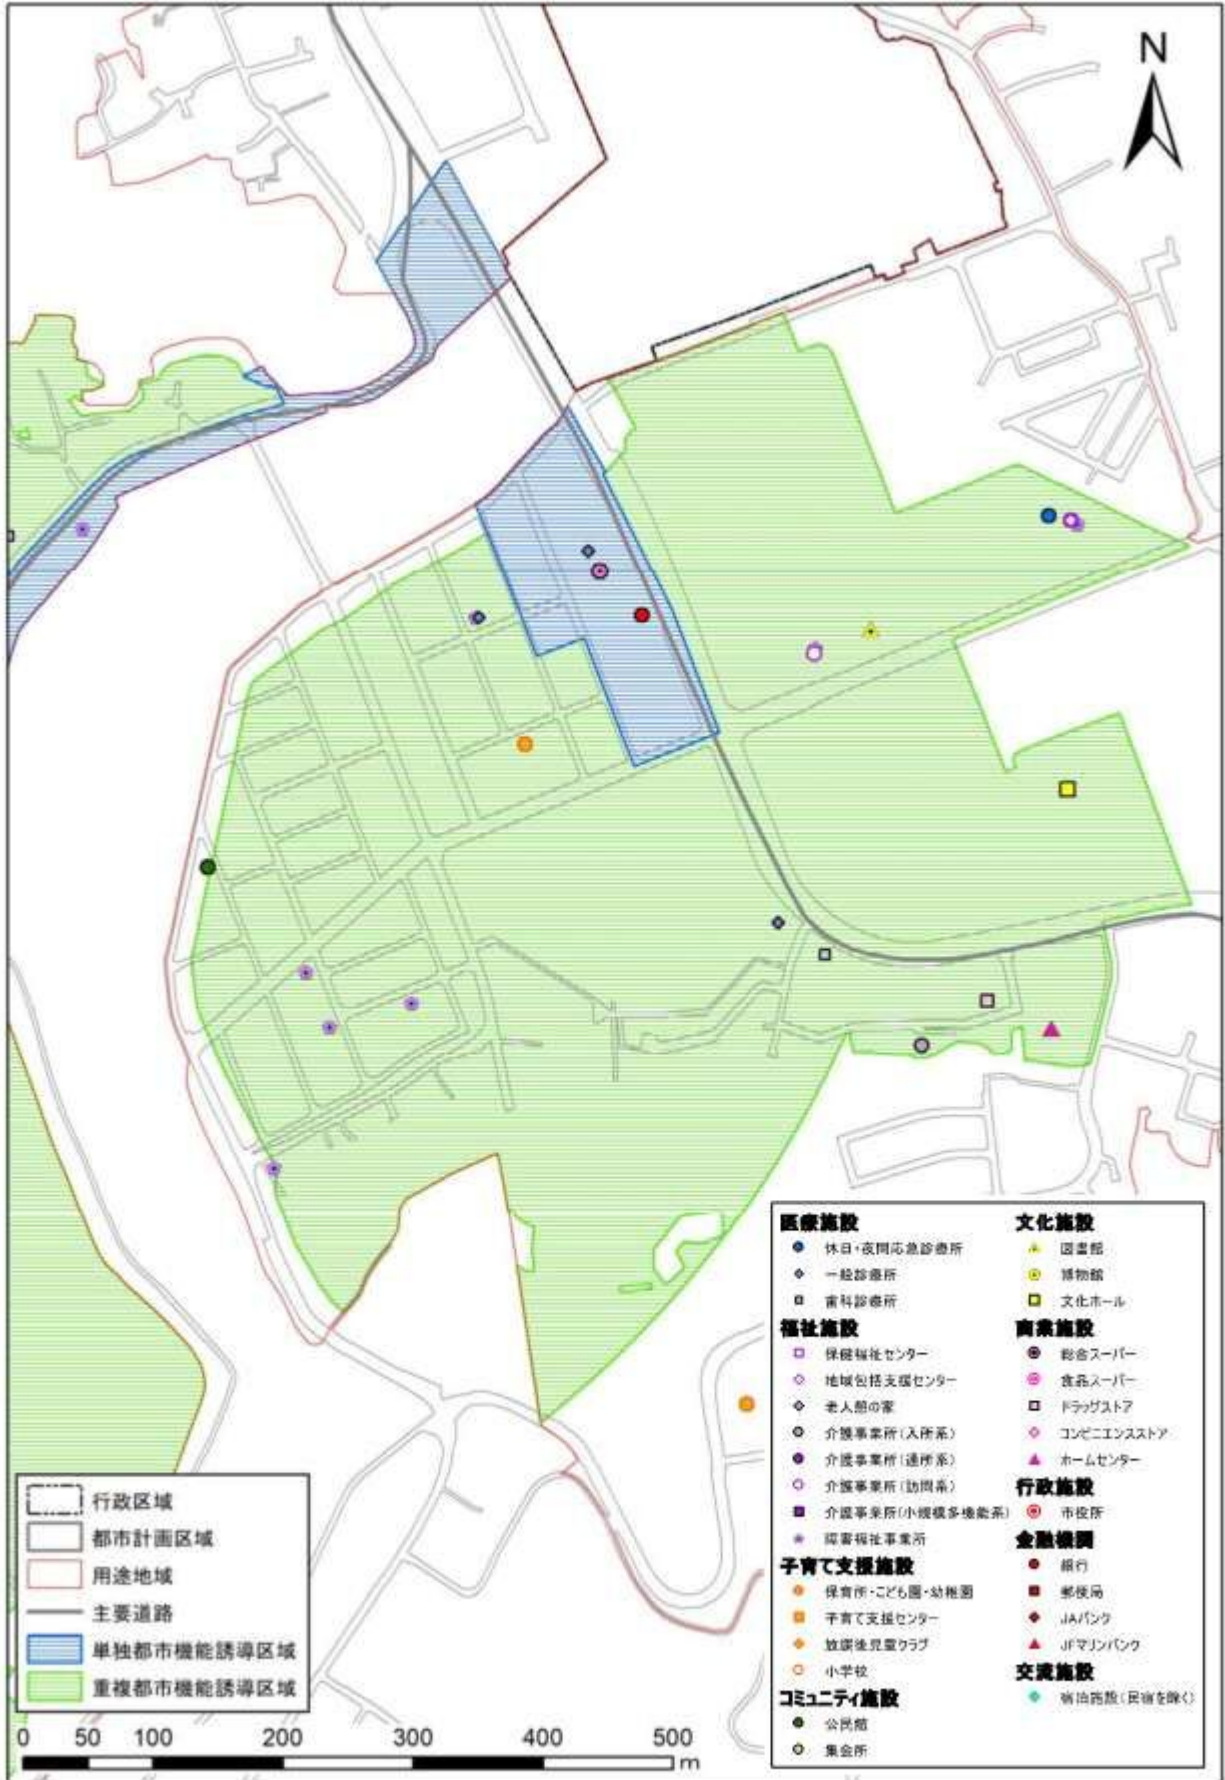 N
医療施設
休日・夜間応急診療所
一般診療所
歯科診療所
福祉施設
保健福祉センター
地域包括支援センター
老人憩の家
介護事業所(入所系)
介護事業所(通所系)
介護事業所(訪問系)
介護事業所(小規模多機能系)
障害福祉事業所
子育て支援施設
保育所・こども園・幼稚園
子育て支援センター
放課後児童クラブ
小学校
コミュニティ施設
公民館
集会所
文化施設
図書館
博物館
文化ホール
商業施設
総合スーパー
食品スーパー
ドラッグストア
コンビニエンスストア
ホームセンター
行政施設
市役所
金融機関
銀行
郵便局
JAバンク
JFマリンバンク
交流施設
宿泊施設(民宿を除く)
行政区域
都市計画区域
用途地域
主要道路
単独都市機能誘導区域
重複都市機能誘導区域
0 50 100 200 300 400 500
m